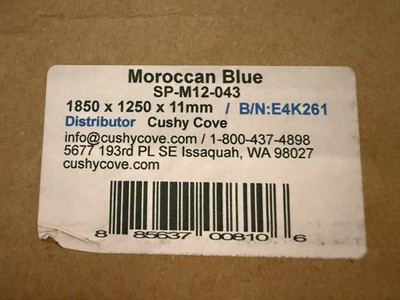 Moroccan Blue
SP-M12-043
1850 x 1250 x 11mm / B/N:E4K261
Distributor Cushy Cove
info@cushycove.com / 1-800-437-4898
5677 193rd PL SE Issaquah, WA 98027
cushycove.com
8 85637 00810 6